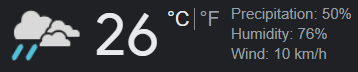 26 °C | °F
Precipitation: 50%
Humidity: 76%
Wind: 10 km/h